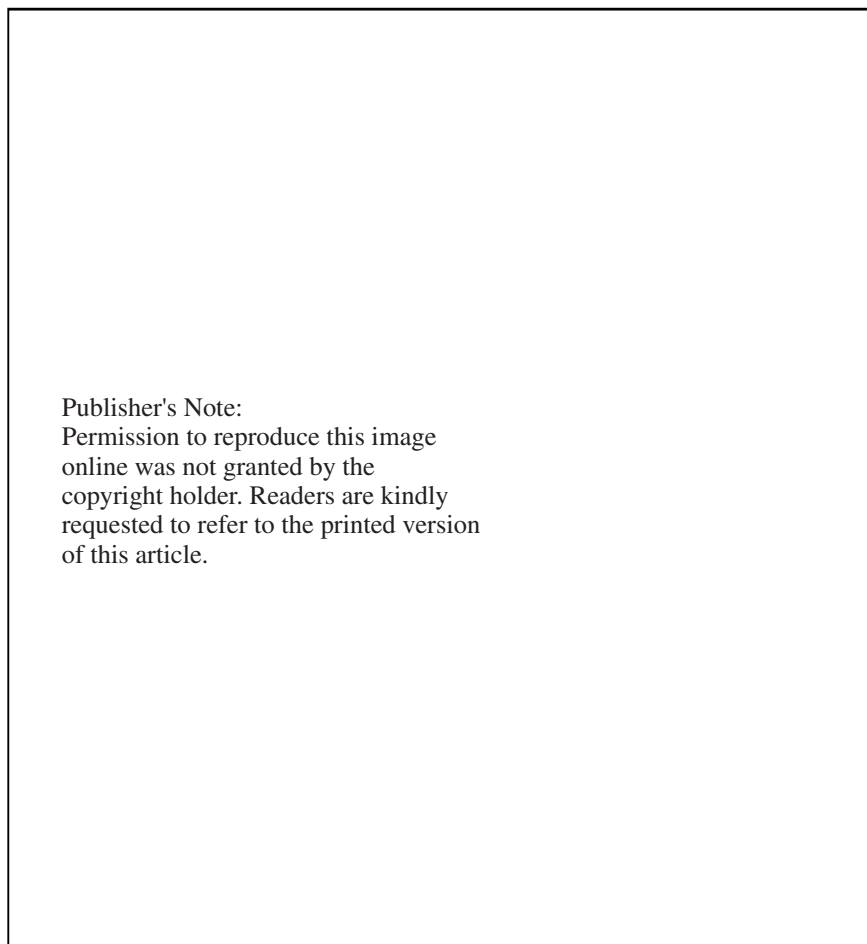 Publisher's Note:
Permission to reproduce this image
online was not granted by the
copyright holder. Readers are kindly
requested to refer to the printed version
of this article.